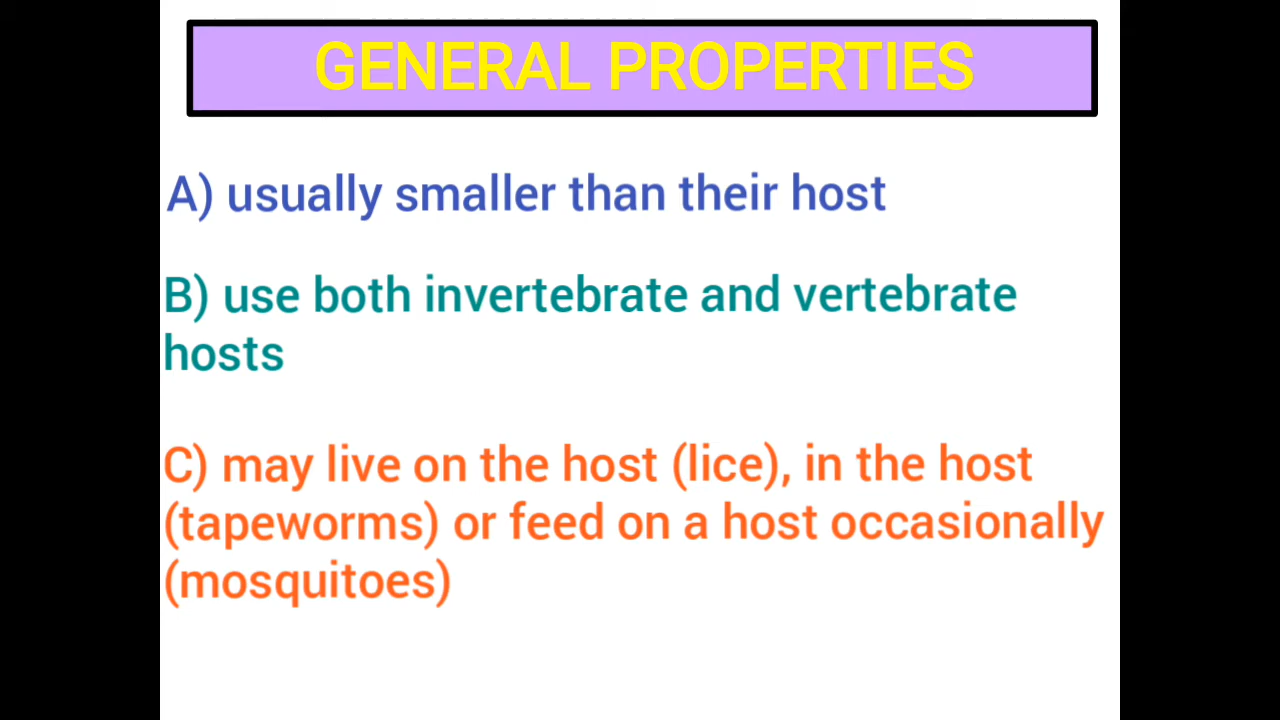 GENERAL PROPERTIES
A) usually smaller than their host
B) use both invertebrate and vertebrate
hosts
C) may live on the host (lice), in the host
(tapeworms) or feed on a host occasionally
(mosquitoes)